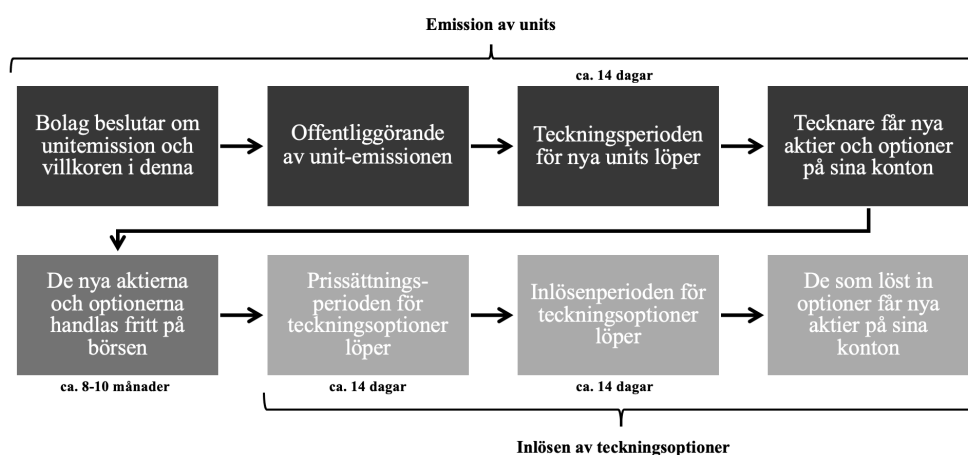 Emission av units
ca. 14 dagar
Bolag beslutar om
unitemission och
villkoren i denna
Offentliggörande
av unit-emissionen
Teckningsperioden
för nya units löper
Tecknare får nya
aktier och optioner
på sina konton
De nya aktierna
och optionerna
handlas fritt på
börsen
Prissättnings-
perioden för
teckningsoptioner
löper
Inlösenperioden för
teckningsoptioner
löper
De som löst in
optioner får nya
aktier på sina
konton
ca. 8-10 månader
ca. 14 dagar
ca. 14 dagar
Inlösen av teckningsoptioner